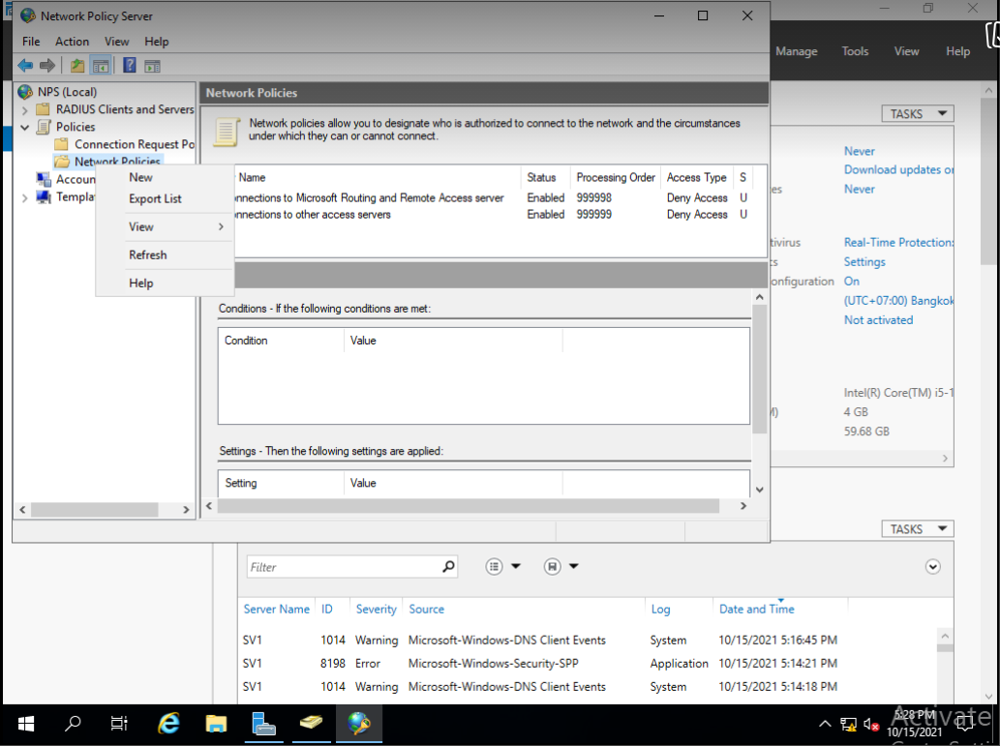 Network Policy Server
File Action View Help
Manage Tools View Help
NPS (Local)
RADIUS Clients and Servers
Policies
Connection Request Po
Network Policies
Accoun
Templa
New
Export List
View
Refresh
Help
Network Policies
Network policies allow you to designate who is authorized to connect to the network and the circumstances
under which they can or cannot connect.
Name Status Processing Order Access Type S
onnections to Microsoft Routing and Remote Access server Enabled 999998 Deny Access U
onnections to other access servers Enabled 999999 Deny Access U
Conditions - If the following conditions are met:
Condition Value
Settings - Then the following settings are applied:
Setting Value
TASKS
Never
Download updates or
es Never
tivirus Real-Time Protection:
ts Settings
onfiguration On
(UTC+07:00) Bangkok
Not activated
Intel(R) Core(TM) i5-1
M) 4 GB
59.68 GB
TASKS
Filter
Server Name ID Severity Source Log Date and Time
SV1 1014 Warning Microsoft-Windows-DNS Client Events System 10/15/2021 5:16:45 PM
SV1 8198 Error Microsoft-Windows-Security-SPP Application 10/15/2021 5:14:21 PM
SV1 1014 Warning Microsoft-Windows-DNS Client Events System 10/15/2021 5:14:18 PM
Activate
5:28 PM
10/15/2021